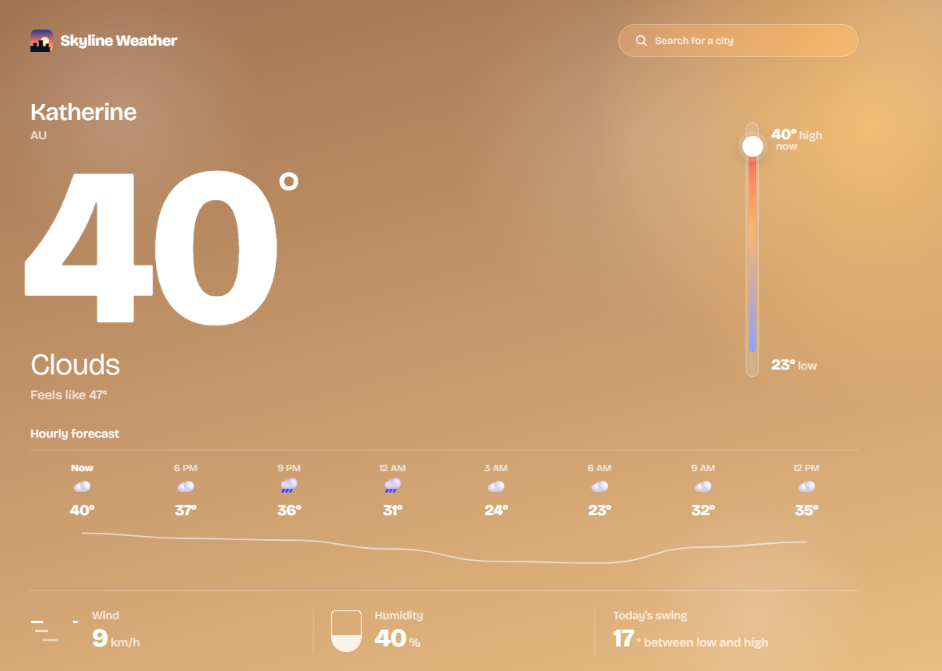 Skyline Weather
Search for a city
Katherine
AU
40°
40° high
now
23° low
Clouds
Feels like 47°
Hourly forecast
Now 6 PM 9 PM 12 AM 3 AM 6 AM 9 AM 12 PM
40° 37° 36° 31° 24° 23° 32° 35°
Wind
9 km/h
Humidity
40 %
Today's swing
17 ° between low and high